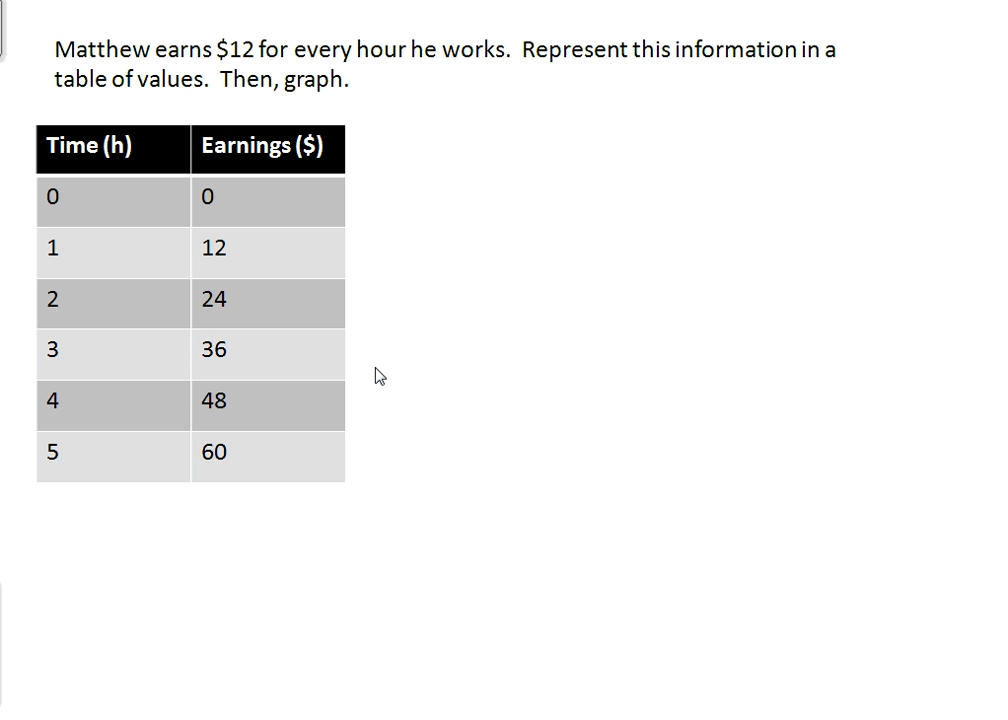 Matthew earns $12 for every hour he works. Represent this information in a
table of values. Then, graph.
Time (h) Earnings ($)
0 0
1 12
2 24
3 36
4 48
5 60